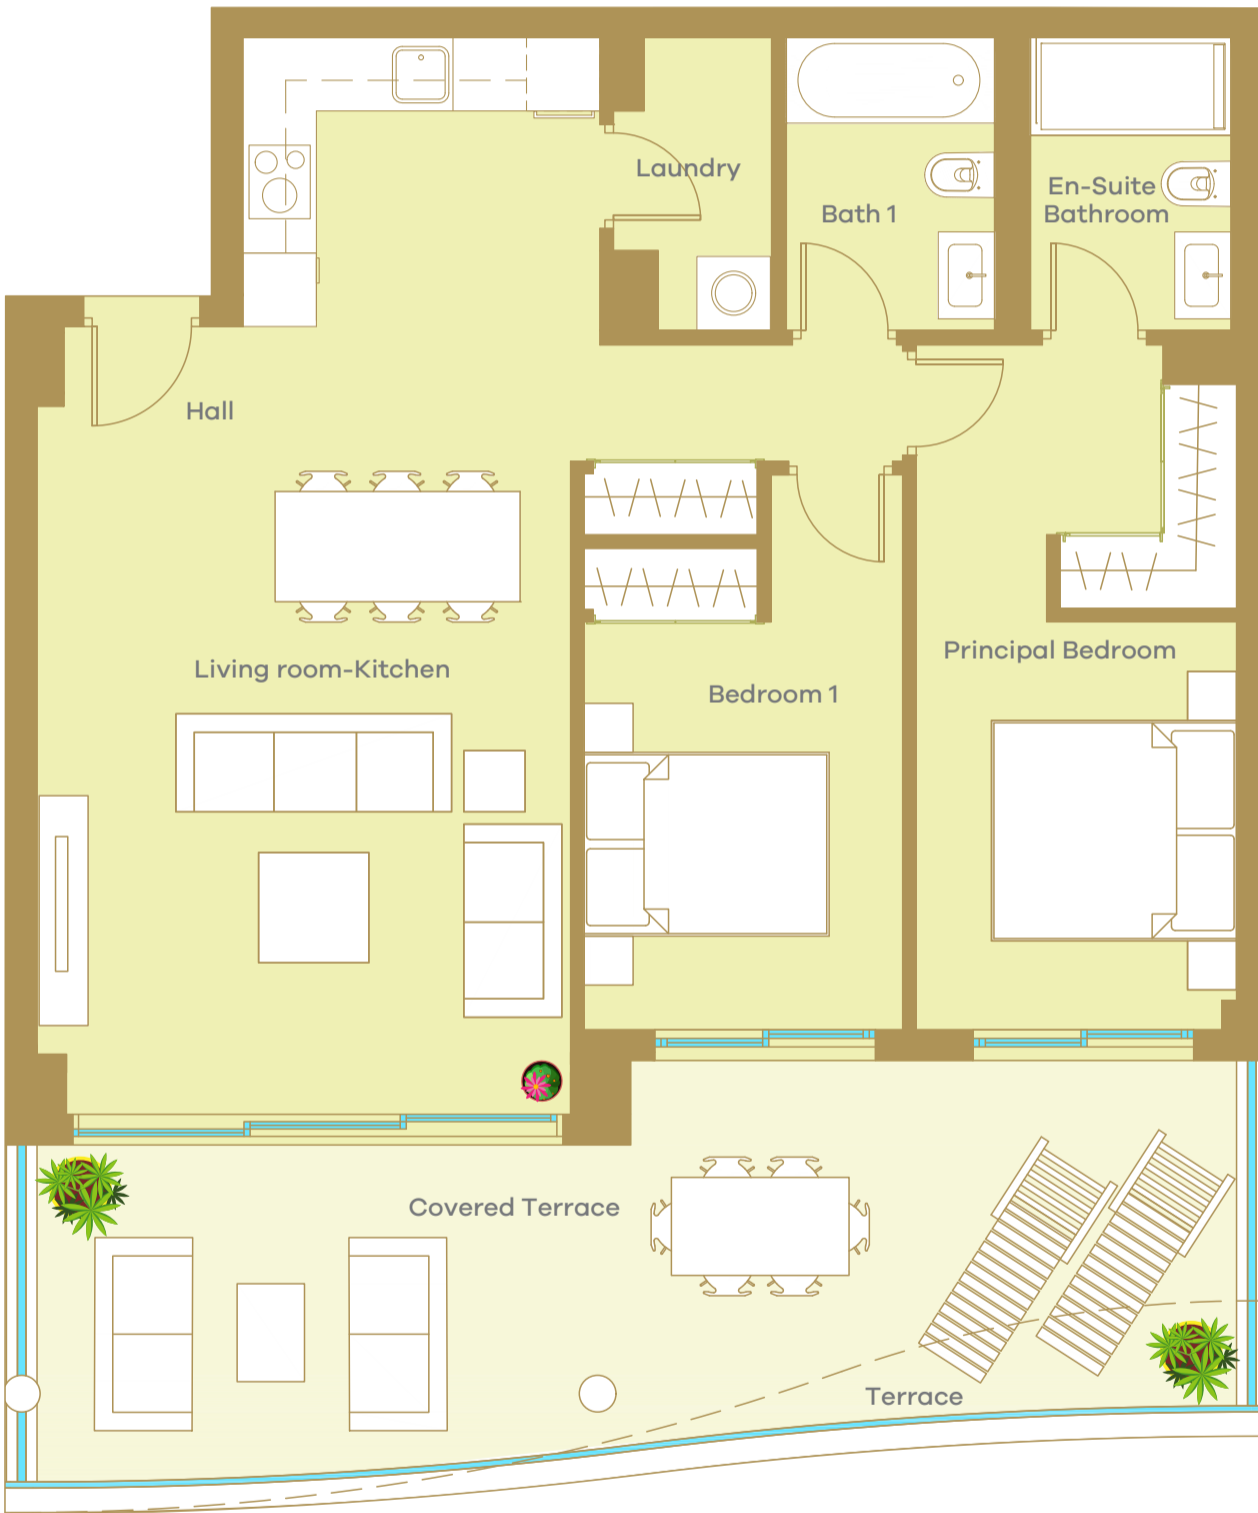 Laundry
Bath 1
En-Suite
Bathroom
Hall
Living room-Kitchen
Bedroom 1
Principal Bedroom
Covered Terrace
Terrace